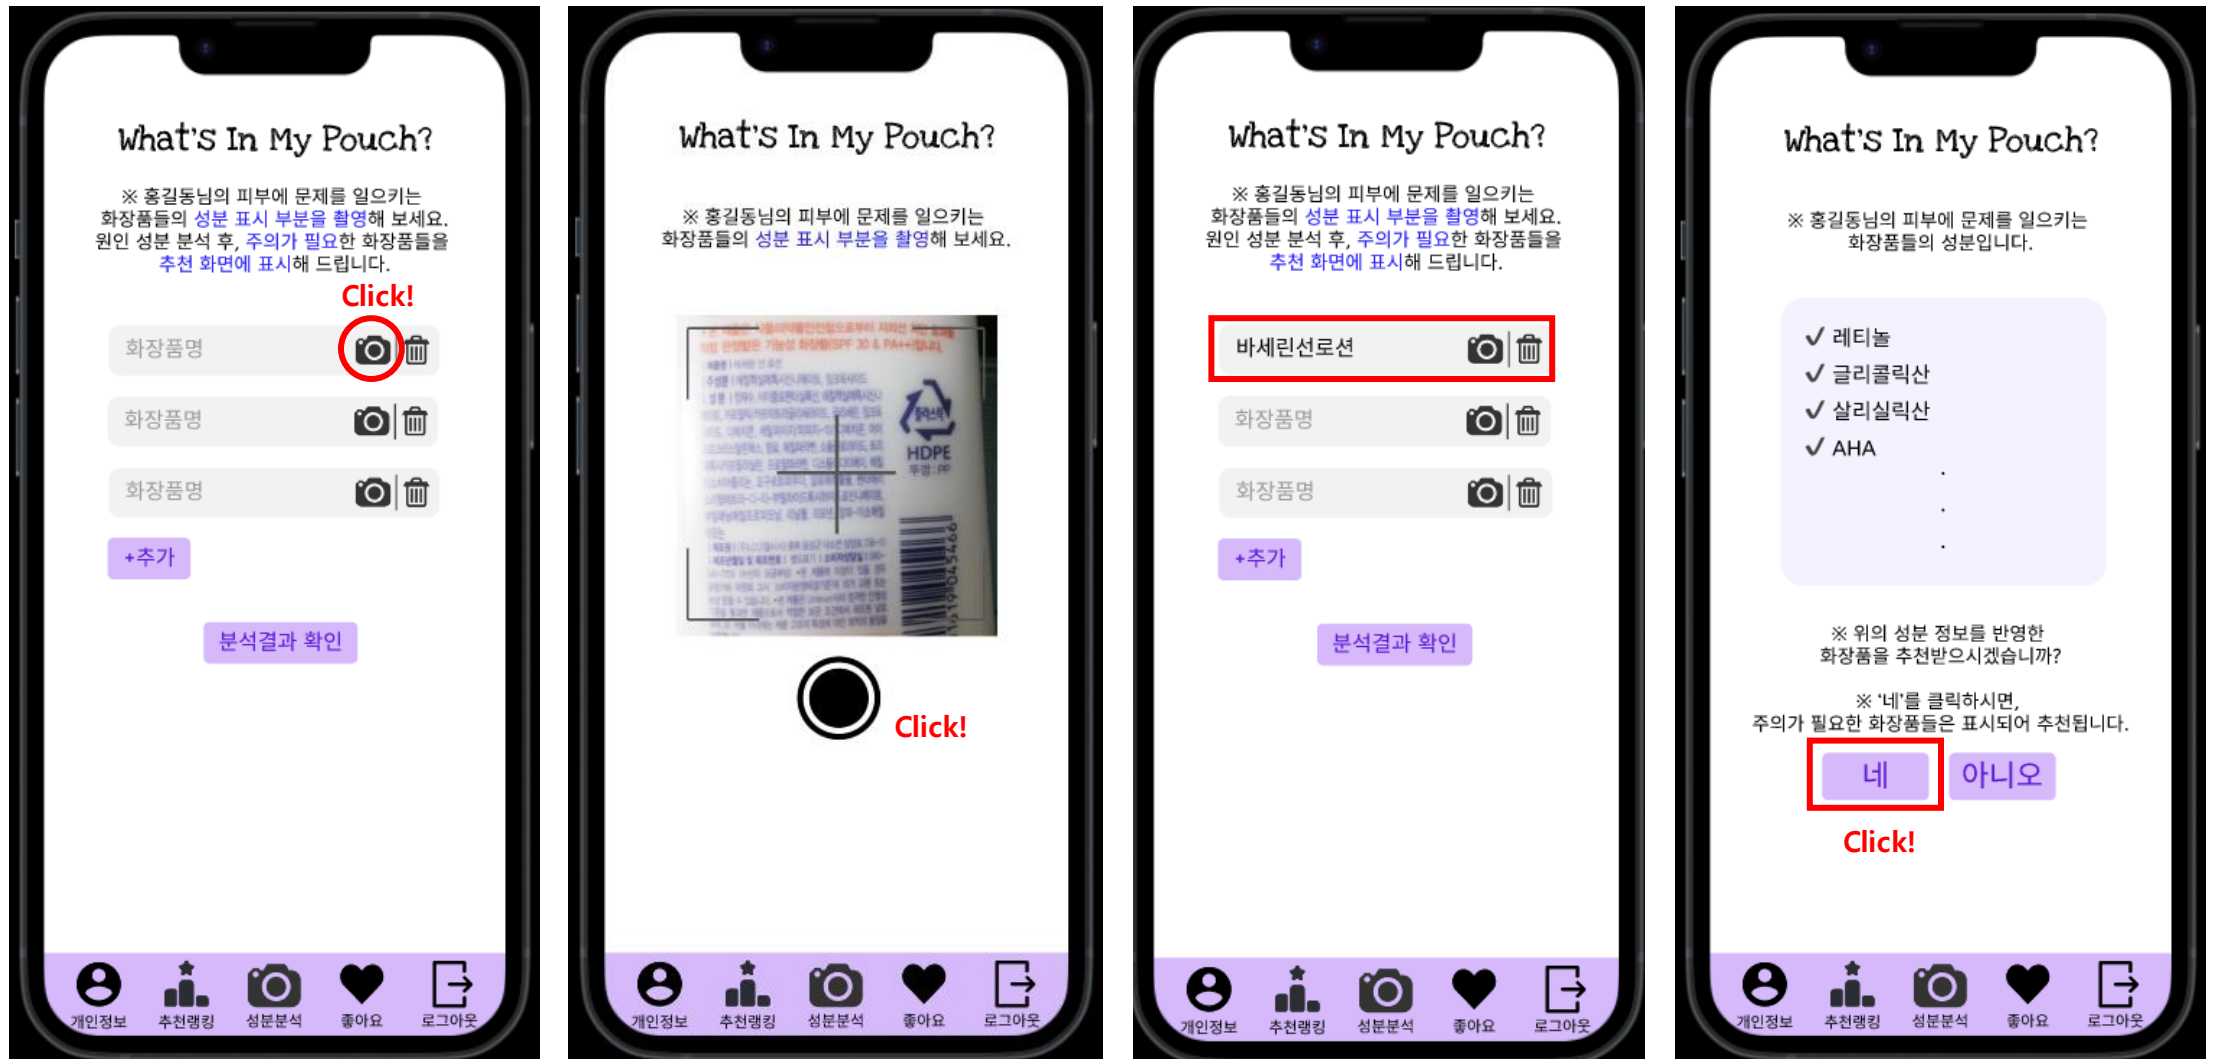 What's In My Pouch?
※ 홍길동님의 피부에 문제를 일으키는
화장품들의 성분 표시 부분을 촬영해 보세요.
원인 성분 분석 후, 주의가 필요한 화장품들을
추천 화면에 표시해 드립니다.
Click!
화장품명
화장품명
화장품명
+추가
분석결과 확인
개인정보
추천랭킹
성분분석
좋아요
로그아웃
What's In My Pouch?
※ 홍길동님의 피부에 문제를 일으키는
화장품들의 성분 표시 부분을 촬영해 보세요.
기능성 화장품(SPF 30 & PA++)입니다.
플라스틱
HDPE
뚜껑:PP
Click!
개인정보
추천랭킹
성분분석
좋아요
로그아웃
What's In My Pouch?
※ 홍길동님의 피부에 문제를 일으키는
화장품들의 성분 표시 부분을 촬영해 보세요.
원인 성분 분석 후, 주의가 필요한 화장품들을
추천 화면에 표시해 드립니다.
바세린선로션
화장품명
화장품명
+추가
분석결과 확인
개인정보
추천랭킹
성분분석
좋아요
로그아웃
What's In My Pouch?
※ 홍길동님의 피부에 문제를 일으키는
화장품들의 성분입니다.
✓ 레티놀
✓ 글리콜릭산
✓ 살리실릭산
✓ AHA
.
.
.
※ 위의 성분 정보를 반영한
화장품을 추천받으시겠습니까?
※ '네'를 클릭하시면,
주의가 필요한 화장품들은 표시되어 추천됩니다.
네
아니오
Click!
개인정보
추천랭킹
성분분석
좋아요
로그아웃